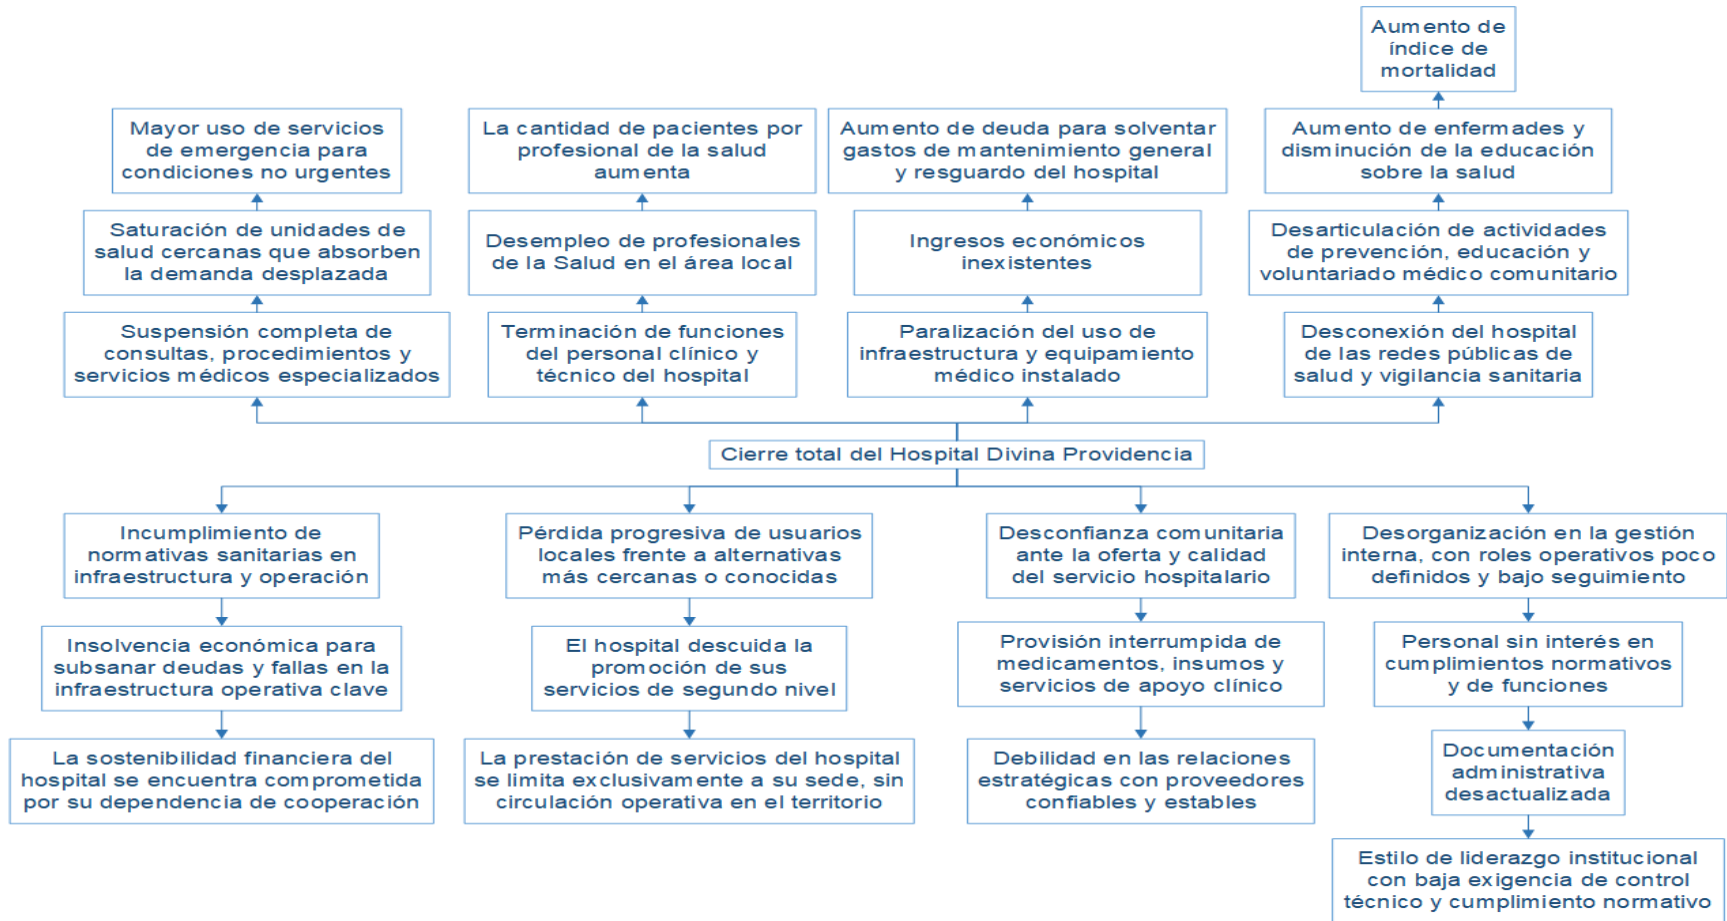 Aumento de
índice de
mortalidad
Mayor uso de servicios
de emergencia para
condiciones no urgentes
La cantidad de pacientes por
profesional de la salud
aumenta
Aumento de deuda para solventar
gastos de mantenimiento general
y resguardo del hospital
Aumento de enfermades y
disminución de la educación
sobre la salud
Saturación de unidades de
salud cercanas que absorben
la demanda desplazada
Desempleo de profesionales
de la Salud en el área local
Ingresos económicos
inexistentes
Desarticulación de actividades
de prevención, educación y
voluntariado médico comunitario
Suspensión completa de
consultas, procedimientos y
servicios médicos especializados
Terminación de funciones
del personal clínico y
técnico del hospital
Paralización del uso de
infraestructura y equipamiento
médico instalado
Desconexión del hospital
de las redes públicas de
salud y vigilancia sanitaria
Cierre total del Hospital Divina Providencia
Incumplimiento de
normativas sanitarias en
infraestructura y operación
Pérdida progresiva de usuarios
locales frente a alternativas
más cercanas o conocidas
Desconfianza comunitaria
ante la oferta y calidad
del servicio hospitalario
Desorganización en la gestión
interna, con roles operativos poco
definidos y bajo seguimiento
Insolvencia económica para
subsanar deudas y fallas en la
infraestructura operativa clave
El hospital descuida la
promoción de sus
servicios de segundo nivel
Provisión interrumpida de
medicamentos, insumos y
servicios de apoyo clínico
Personal sin interés en
cumplimientos normativos
y de funciones
La sostenibilidad financiera del
hospital se encuentra comprometida
por su dependencia de cooperación
La prestación de servicios del hospital
se limita exclusivamente a su sede, sin
circulación operativa en el territorio
Debilidad en las relaciones
estratégicas con proveedores
confiables y estables
Documentación
administrativa
desactualizada
Estilo de liderazgo institucional
con baja exigencia de control
técnico y cumplimiento normativo